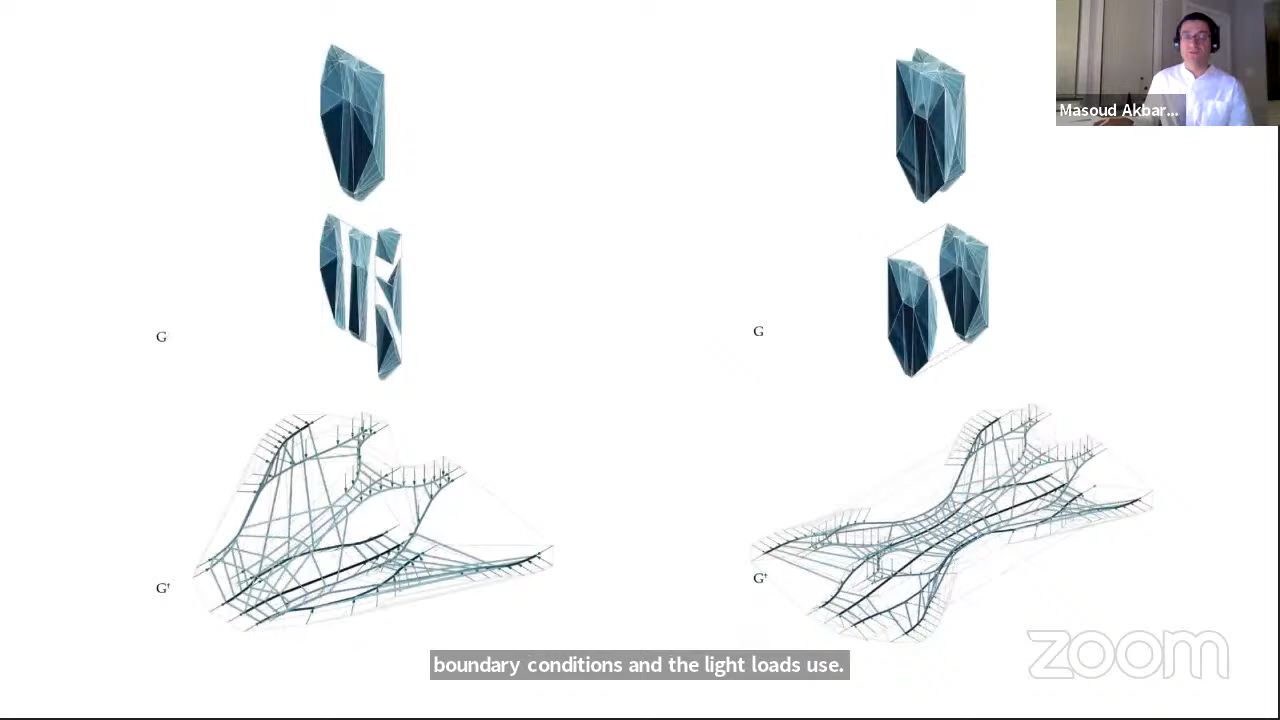 Masoud Akbar...
G
G
G†
G†
boundary conditions and the light loads use.
zoom